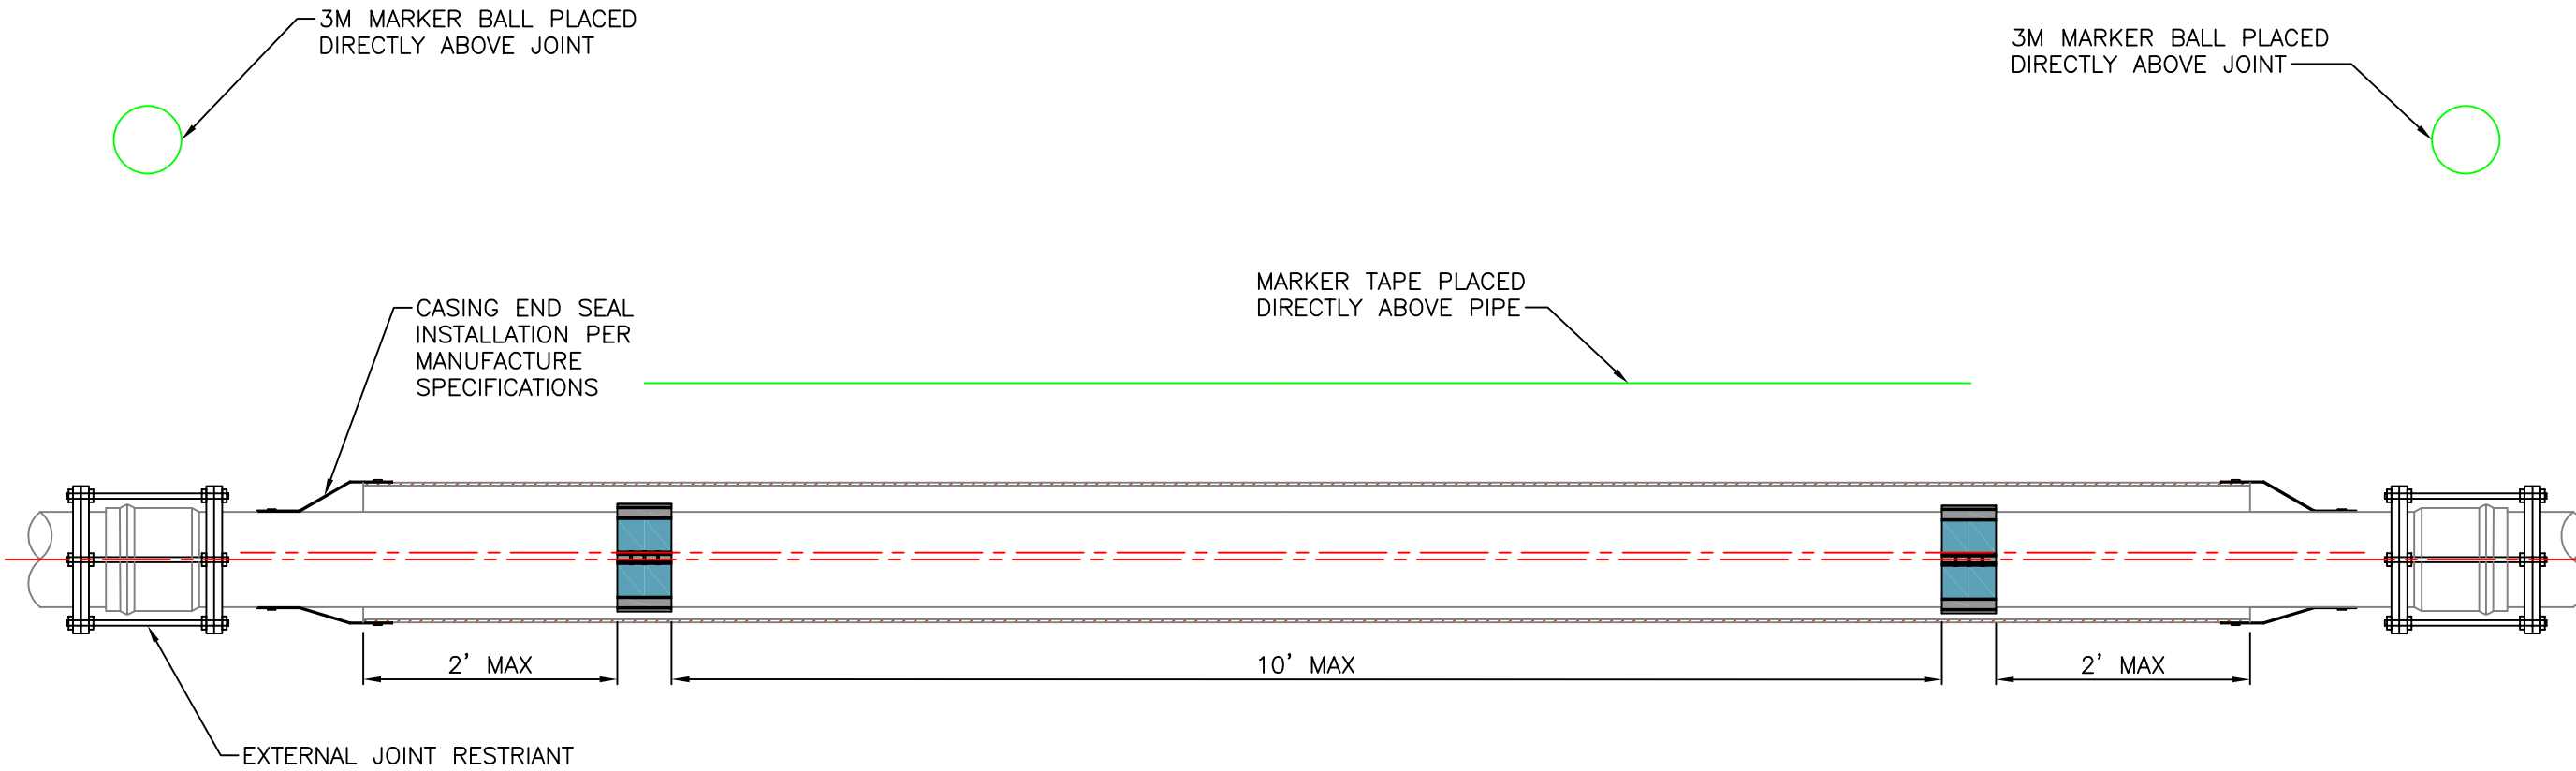 3M MARKER BALL PLACED
DIRECTLY ABOVE JOINT
3M MARKER BALL PLACED
DIRECTLY ABOVE JOINT
MARKER TAPE PLACED
DIRECTLY ABOVE PIPE
CASING END SEAL
INSTALLATION PER
MANUFACTURE
SPECIFICATIONS
2' MAX
10' MAX
2' MAX
EXTERNAL JOINT RESTRIANT